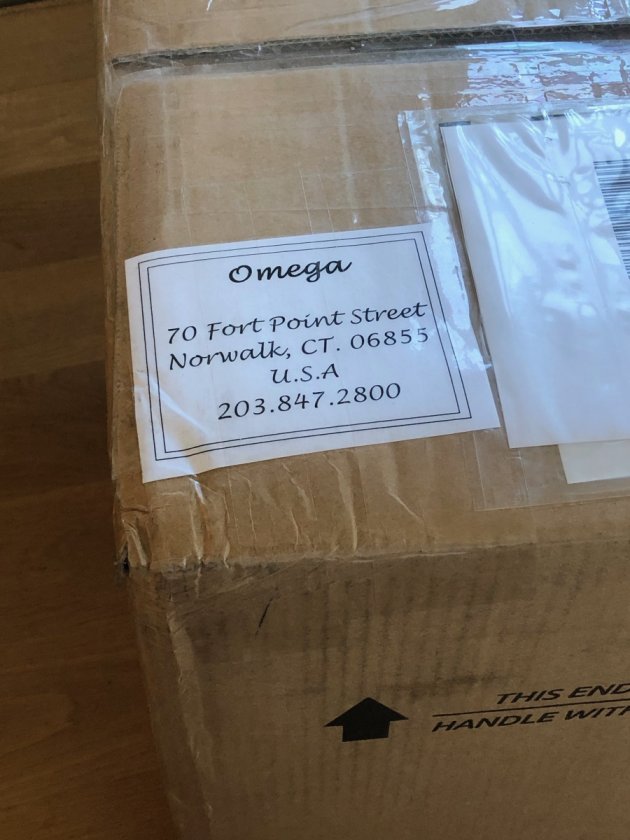 Omega
70 Fort Point Street
Norwalk, CT. 06855
U.S.A
203.847.2800
THIS END
HANDLE WITH